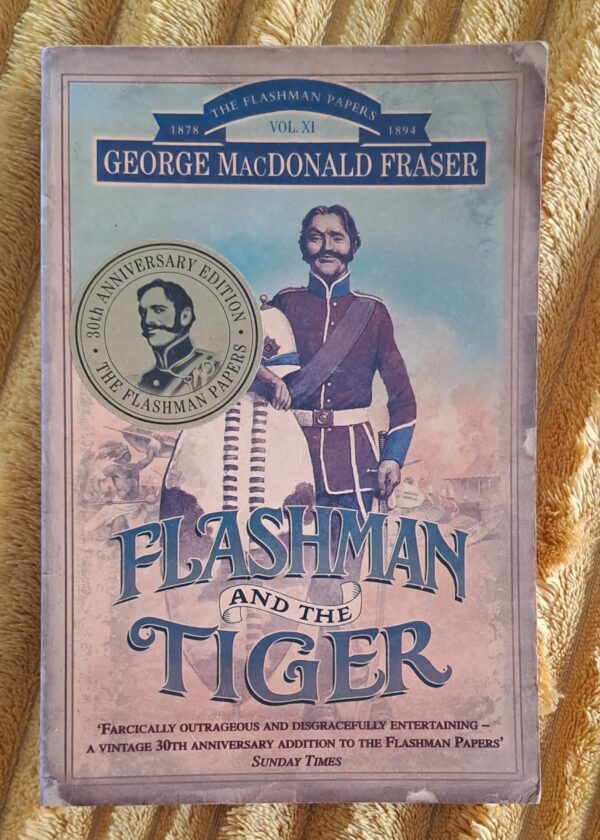 THE FLASHMAN PAPERS
1878 VOL. XI 1894
GEORGE MACDONALD FRASER
30th ANNIVERSARY EDITION
THE FLASHMAN PAPERS
FLASHMAN
AND THE
TIGER
‘FARCICALLY OUTRAGEOUS AND DISGRACEFULLY ENTERTAINING –
A VINTAGE 30TH ANNIVERSARY ADDITION TO THE FLASHMAN PAPERS’
SUNDAY TIMES